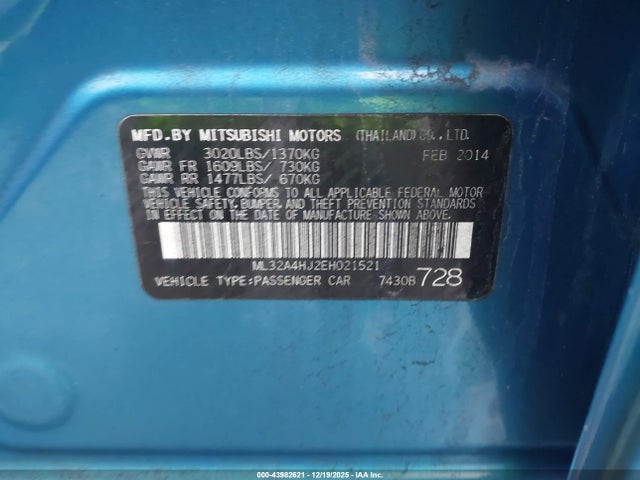 MFD.BY MITSUBISHI MOTORS (THAILAND)CO.,LTD.
GVWR 3020LBS/1370KG FEB 2014
GAWR FR 1609LBS/ 730KG
GAWR RR 1477LBS/ 670KG
THIS VEHICLE CONFORMS TO ALL APPLICABLE FEDERAL MOTOR
VEHICLE SAFETY,BUMPER,AND THEFT PREVENTION STANDARDS
IN EFFECT ON THE DATE OF MANUFACTURE SHOWN ABOVE.
ML32A4HJ2EH021521
VEHICLE TYPE:PASSENGER CAR 7430B 728
000-43982621 - 12/19/2025 - IAAI